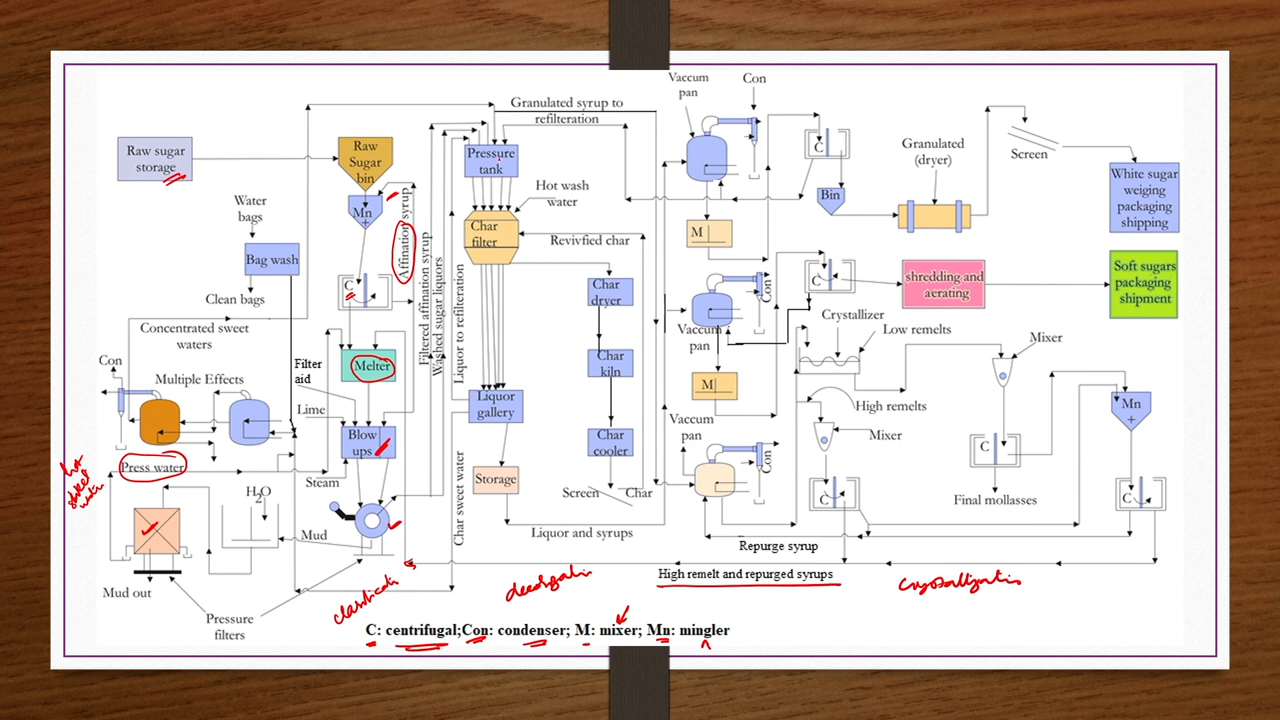 Vaccum
pan
Con
Granulated syrup to
refilteration
Raw sugar
storage
Raw
Sugar
bin
Pressure
tank
C
Granulated
(dryer)
Screen
White sugar
weiging
packaging
shipping
Hot wash
water
Water
bags
Mn
+
Affination syrup
Bin
Char
filter
M
Revivfied char
Bag wash
Filtered affination syrup
Washed sugar liquors
Liquor to refilteration
C
Char
dryer
Con
C
shredding and
aerating
Soft sugars
packaging
shipment
Clean bags
Vaccum
pan
Crystallizer
Low remelts
Mixer
Concentrated sweet
waters
Con
Filter
aid
Melter
Char
kiln
M
Multiple Effects
Lime
Liquor
gallery
High remelts
Mn
+
Vaccum
pan
Mixer
Blow
ups
Char
cooler
Con
C
Press water
hot
sweet
water
Steam
Storage
Screen
Char
C
Final mollasses
C
H2O
Mud
Char sweet water
Liquor and syrups
Repurge syrup
High remelt and repurged syrups
Mud out
Pressure
filters
C: centrifugal;Con: condenser; M: mixer; Mn: mingler